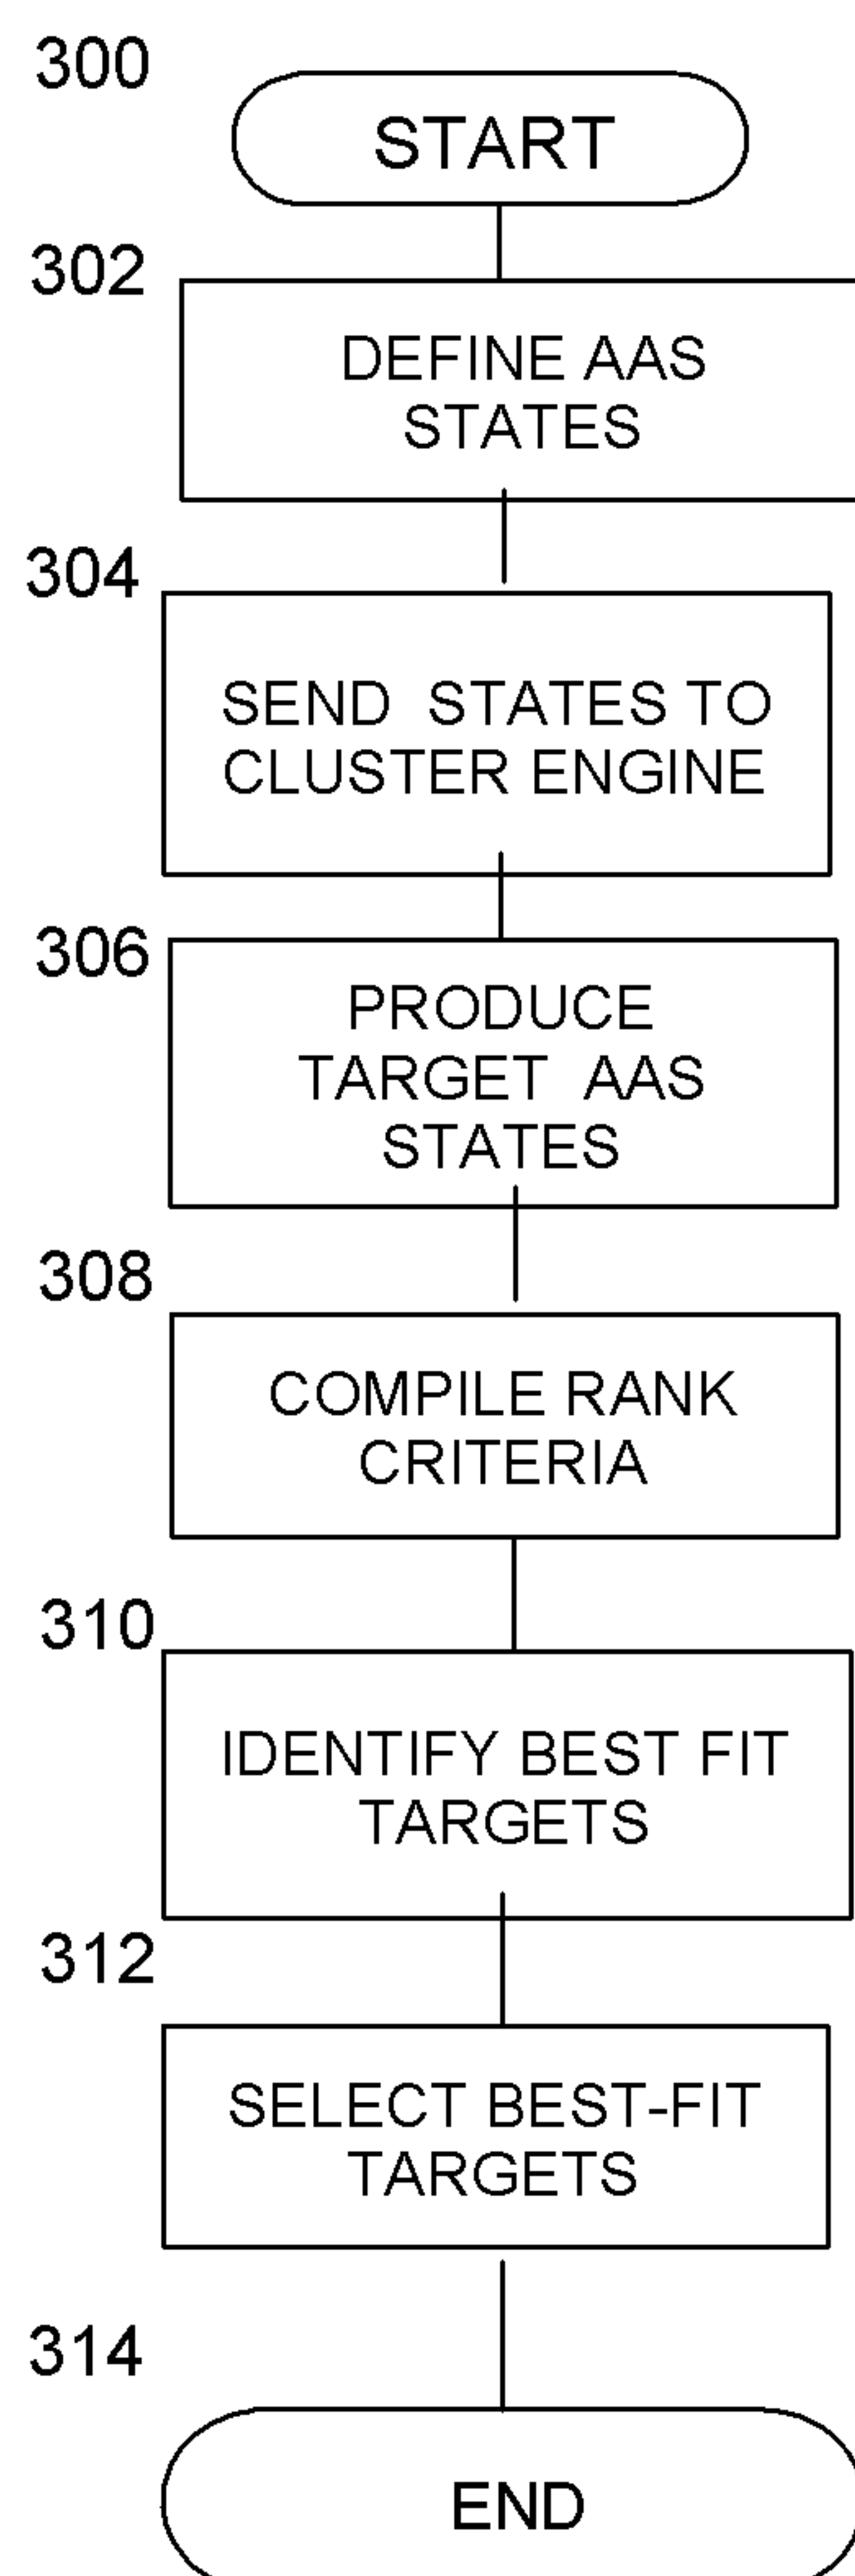 300
START
302
DEFINE AAS
STATES
304
SEND STATES TO
CLUSTER ENGINE
306
PRODUCE
TARGET AAS
STATES
308
COMPILE RANK
CRITERIA
310
IDENTIFY BEST FIT
TARGETS
312
SELECT BEST-FIT
TARGETS
314
END